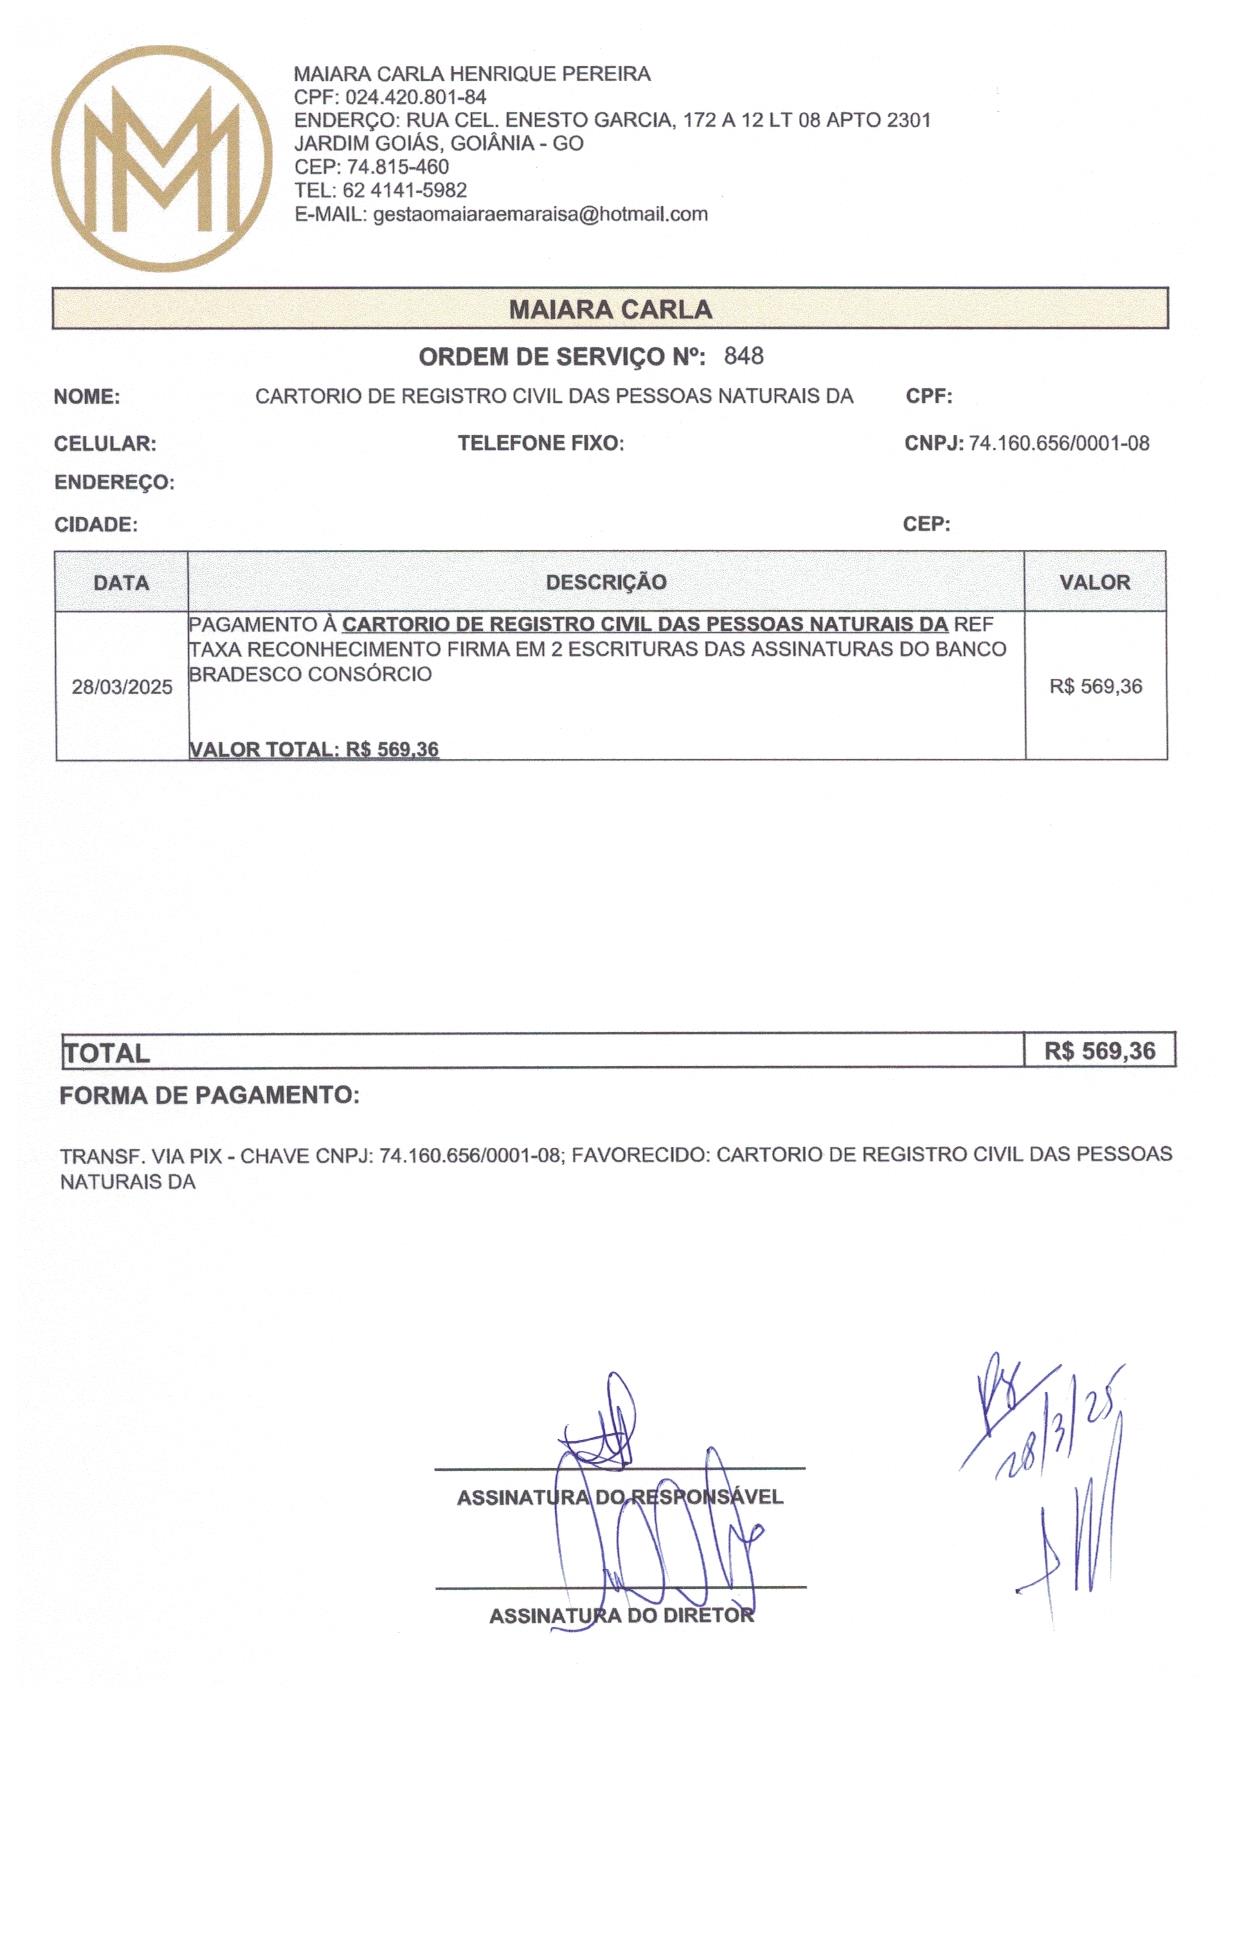 MAIARA CARLA HENRIQUE PEREIRA
CPF: 024.420.801-84
ENDERÇO: RUA CEL. ENESTO GARCIA, 172 A 12 LT 08 APTO 2301
JARDIM GOIÁS, GOIÂNIA - GO
CEP: 74.815-460
TEL: 62 4141-5982
E-MAIL: gestaomaiaraemaraisa@hotmail.com
MAIARA CARLA
ORDEM DE SERVIÇO Nº: 848
NOME: CARTORIO DE REGISTRO CIVIL DAS PESSOAS NATURAIS DA CPF:
CELULAR: TELEFONE FIXO: CNPJ: 74.160.656/0001-08
ENDEREÇO:
CIDADE: CEP:
DATA DESCRIÇÃO VALOR
PAGAMENTO À CARTORIO DE REGISTRO CIVIL DAS PESSOAS NATURAIS DA REF
TAXA RECONHECIMENTO FIRMA EM 2 ESCRITURAS DAS ASSINATURAS DO BANCO
BRADESCO CONSÓRCIO
28/03/2025 R$ 569,36
VALOR TOTAL: R$ 569,36
TOTAL R$ 569,36
FORMA DE PAGAMENTO:
TRANSF. VIA PIX - CHAVE CNPJ: 74.160.656/0001-08; FAVORECIDO: CARTORIO DE REGISTRO CIVIL DAS PESSOAS
NATURAIS DA
28/3/25
ASSINATURA DO RESPONSÁVEL
ASSINATURA DO DIRETOR